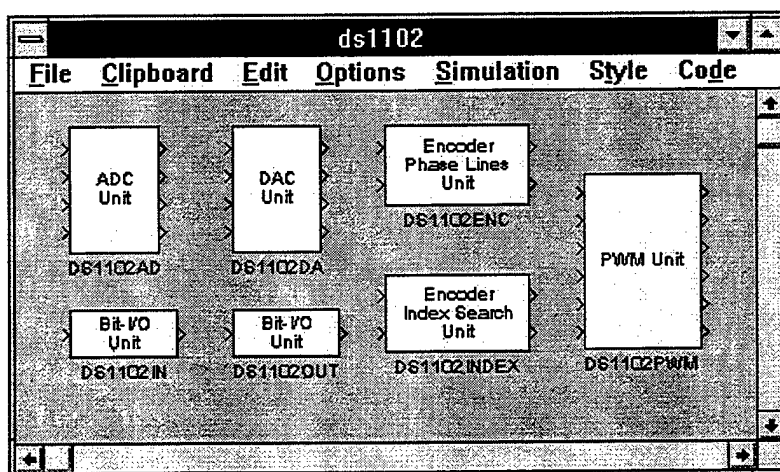 ds1102
File Clipboard Edit Options Simulation Style Code
ADC
Unit
DS1102AD
DAC
Unit
DS1102DA
Encoder
Phase Lines
Unit
DS1102ENC
PWM Unit
DS1102PWM
Bit-I/O
Unit
DS1102IN
Bit-I/O
Unit
DS1102OUT
Encoder
Index Search
Unit
DS1102INDEX